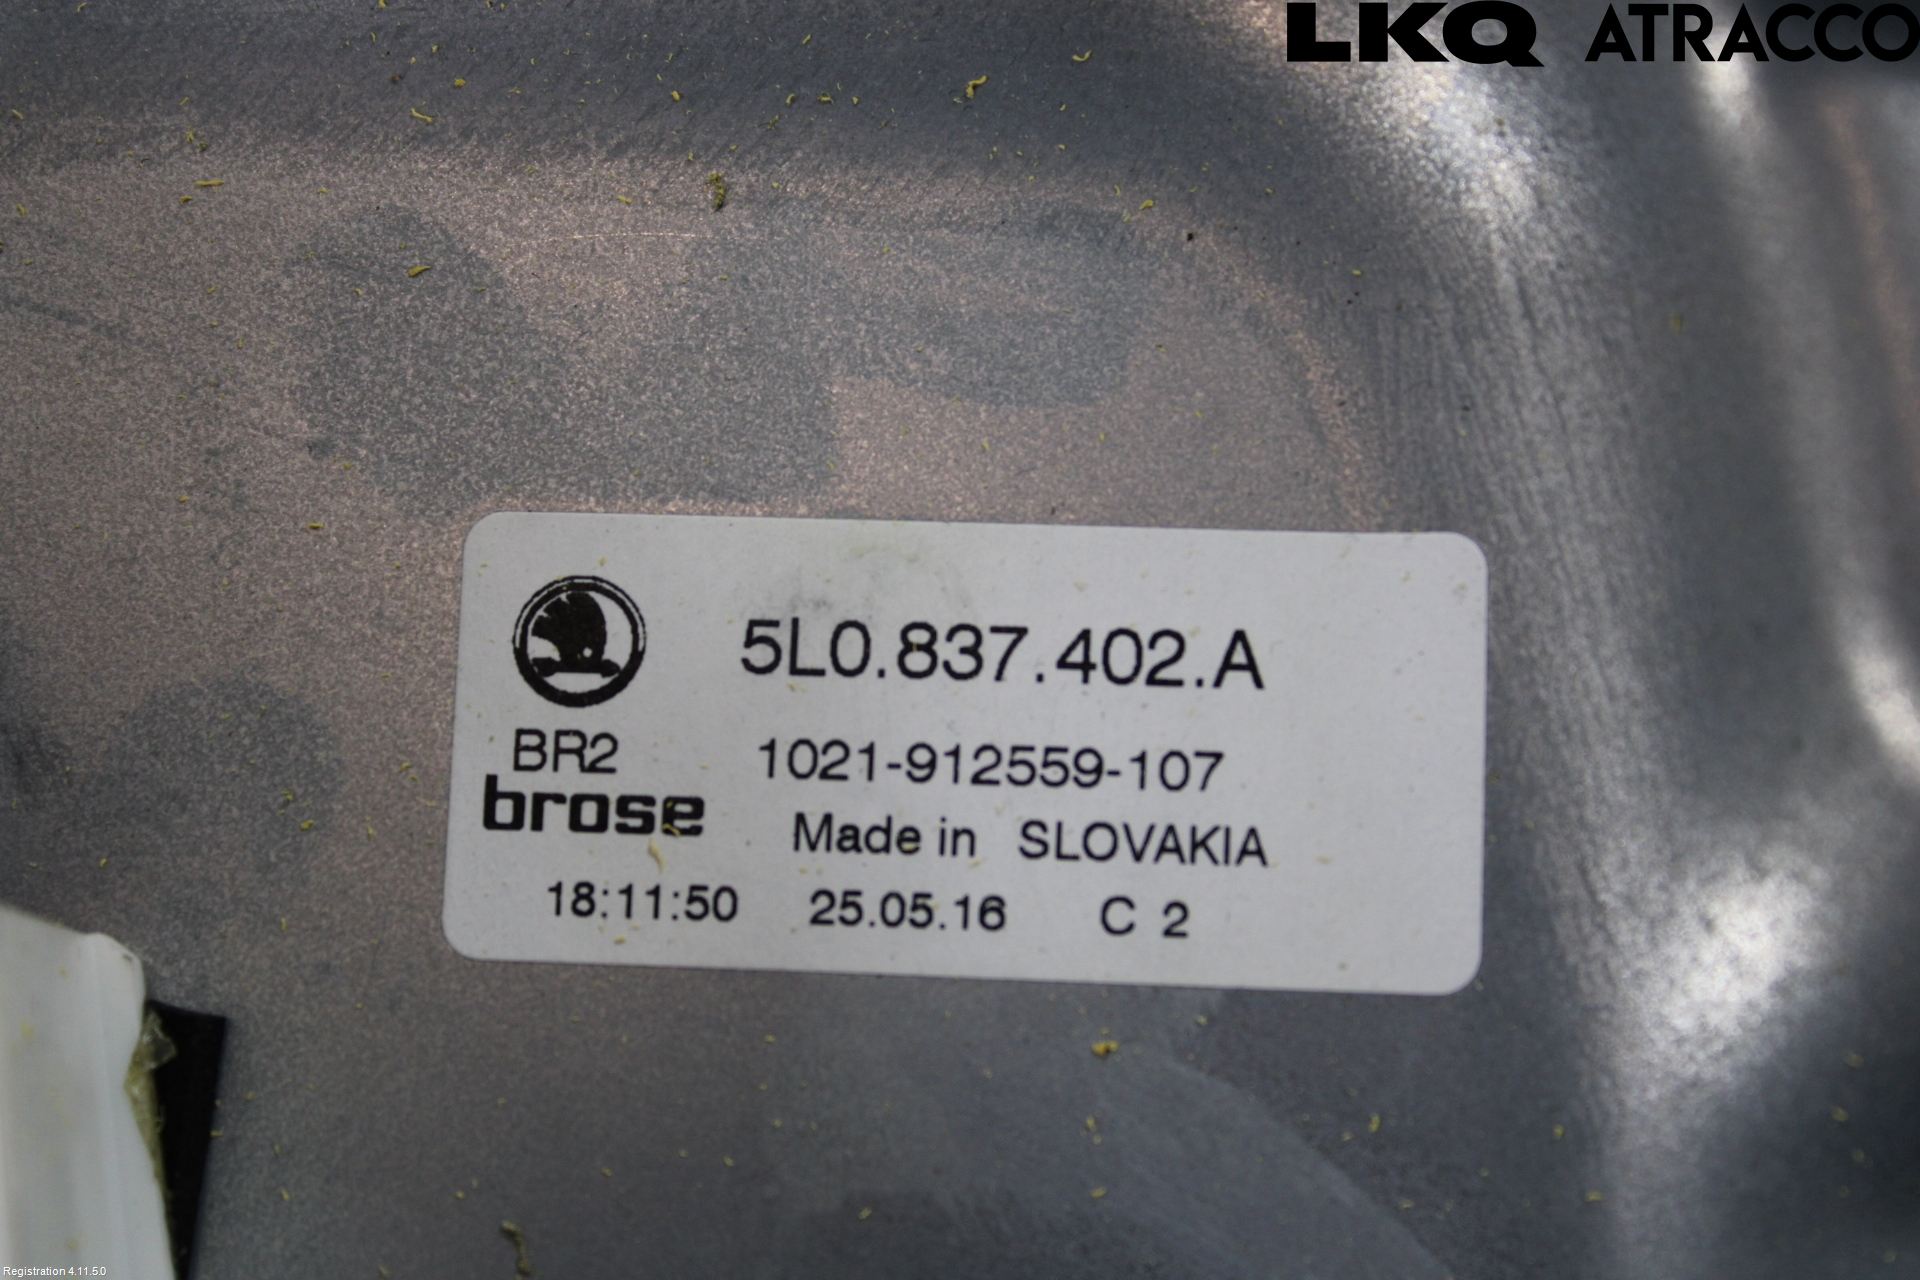 LKQ ATRACCO
5L0.837.402.A
BR2 1021-912559-107
brose Made in SLOVAKIA
18:11:50 25.05.16 C 2
Registration 4.11.5.0